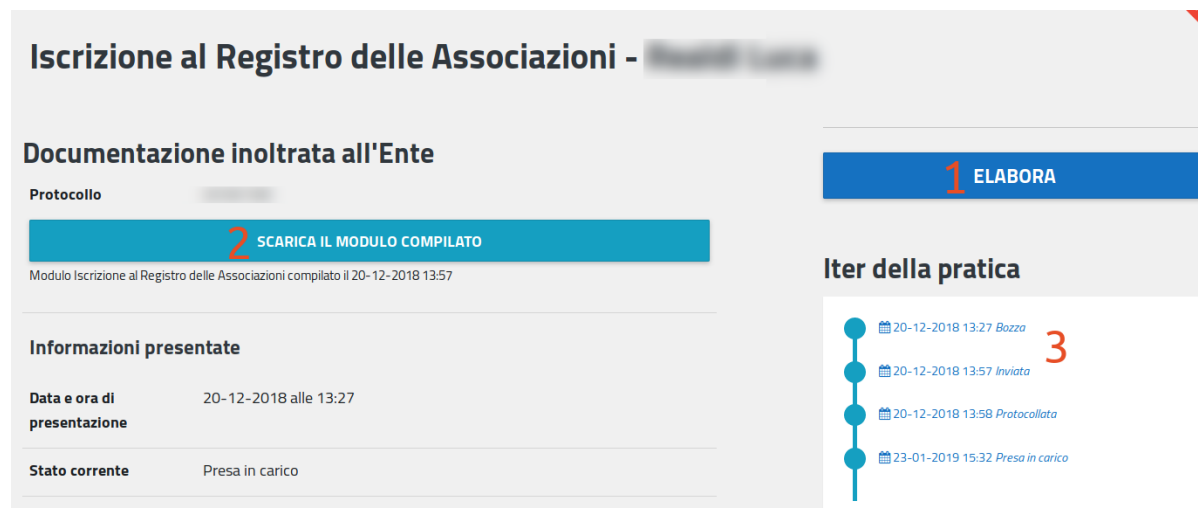 Iscrizione al Registro delle Associazioni -
Documentazione inoltrata all'Ente
Protocollo
2 SCARICA IL MODULO COMPILATO
Modulo Iscrizione al Registro delle Associazioni compilato il 20-12-2018 13:57
Informazioni presentate
Data e ora di presentazione 20-12-2018 alle 13:27
Stato corrente Presa in carico
1 ELABORA
Iter della pratica
20-12-2018 13:27 Bozza
3
20-12-2018 13:57 Inviata
20-12-2018 13:58 Protocollata
23-01-2019 15:32 Presa in carico